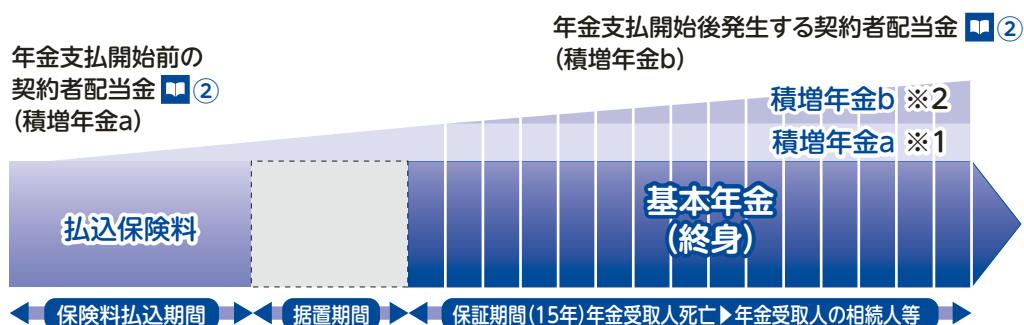 年金支払開始前の
契約者配当金 ②
(積増年金a)
年金支払開始後発生する契約者配当金 ②
(積増年金b)
積増年金b ※2
積増年金a ※1
払込保険料
基本年金
(終身)
保険料払込期間
据置期間
保証期間(15年)年金受取人死亡▶年金受取人の相続人等